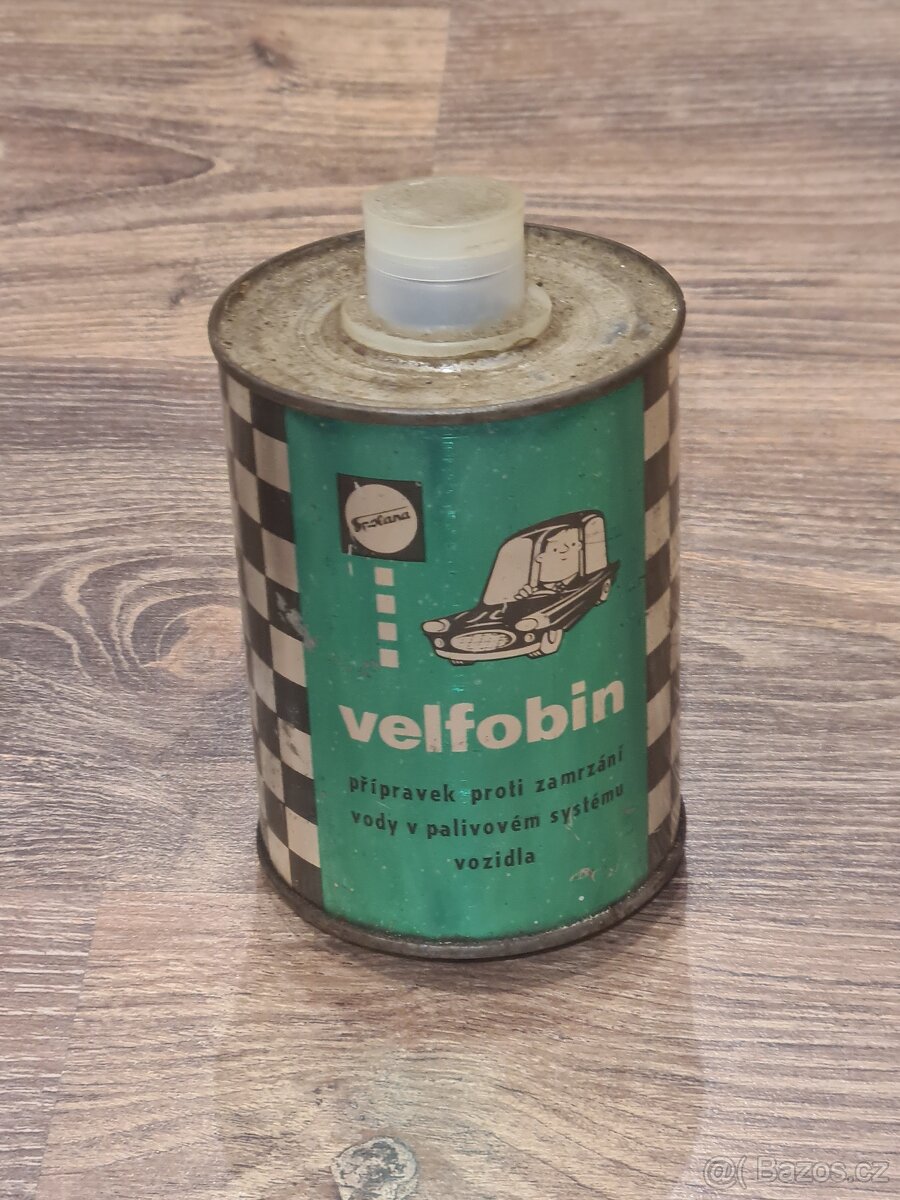 velfobin
přípravek proti zamrzání
vody v palivovém systému
vozidla
@( Bazos.cz